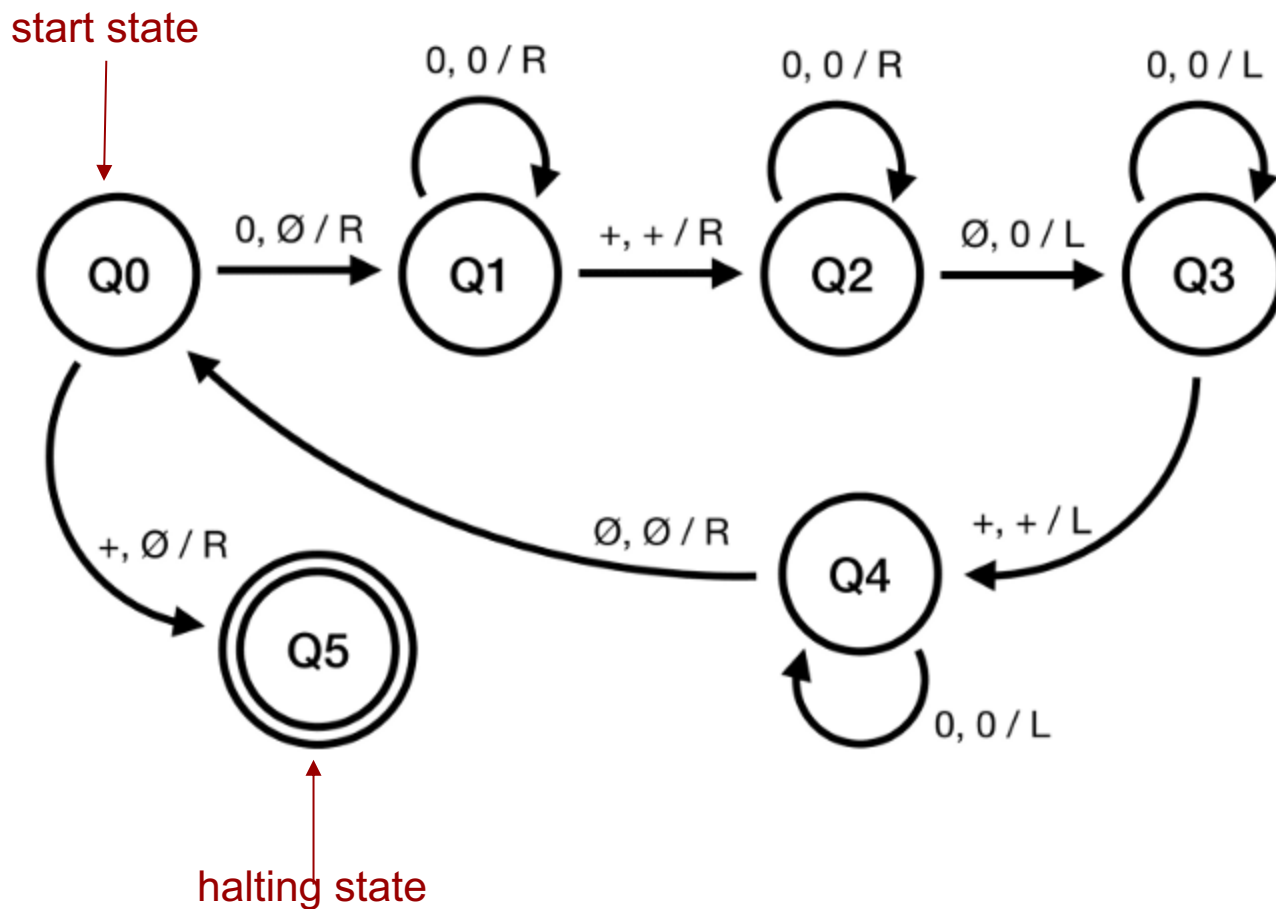 start state
0, 0 / R
0, 0 / R
0, 0 / L
Q0
0, Ø / R
Q1
+, + / R
Q2
Ø, 0 / L
Q3
+, Ø / R
Ø, Ø / R
Q4
+, + / L
Q5
0, 0 / L
halting state